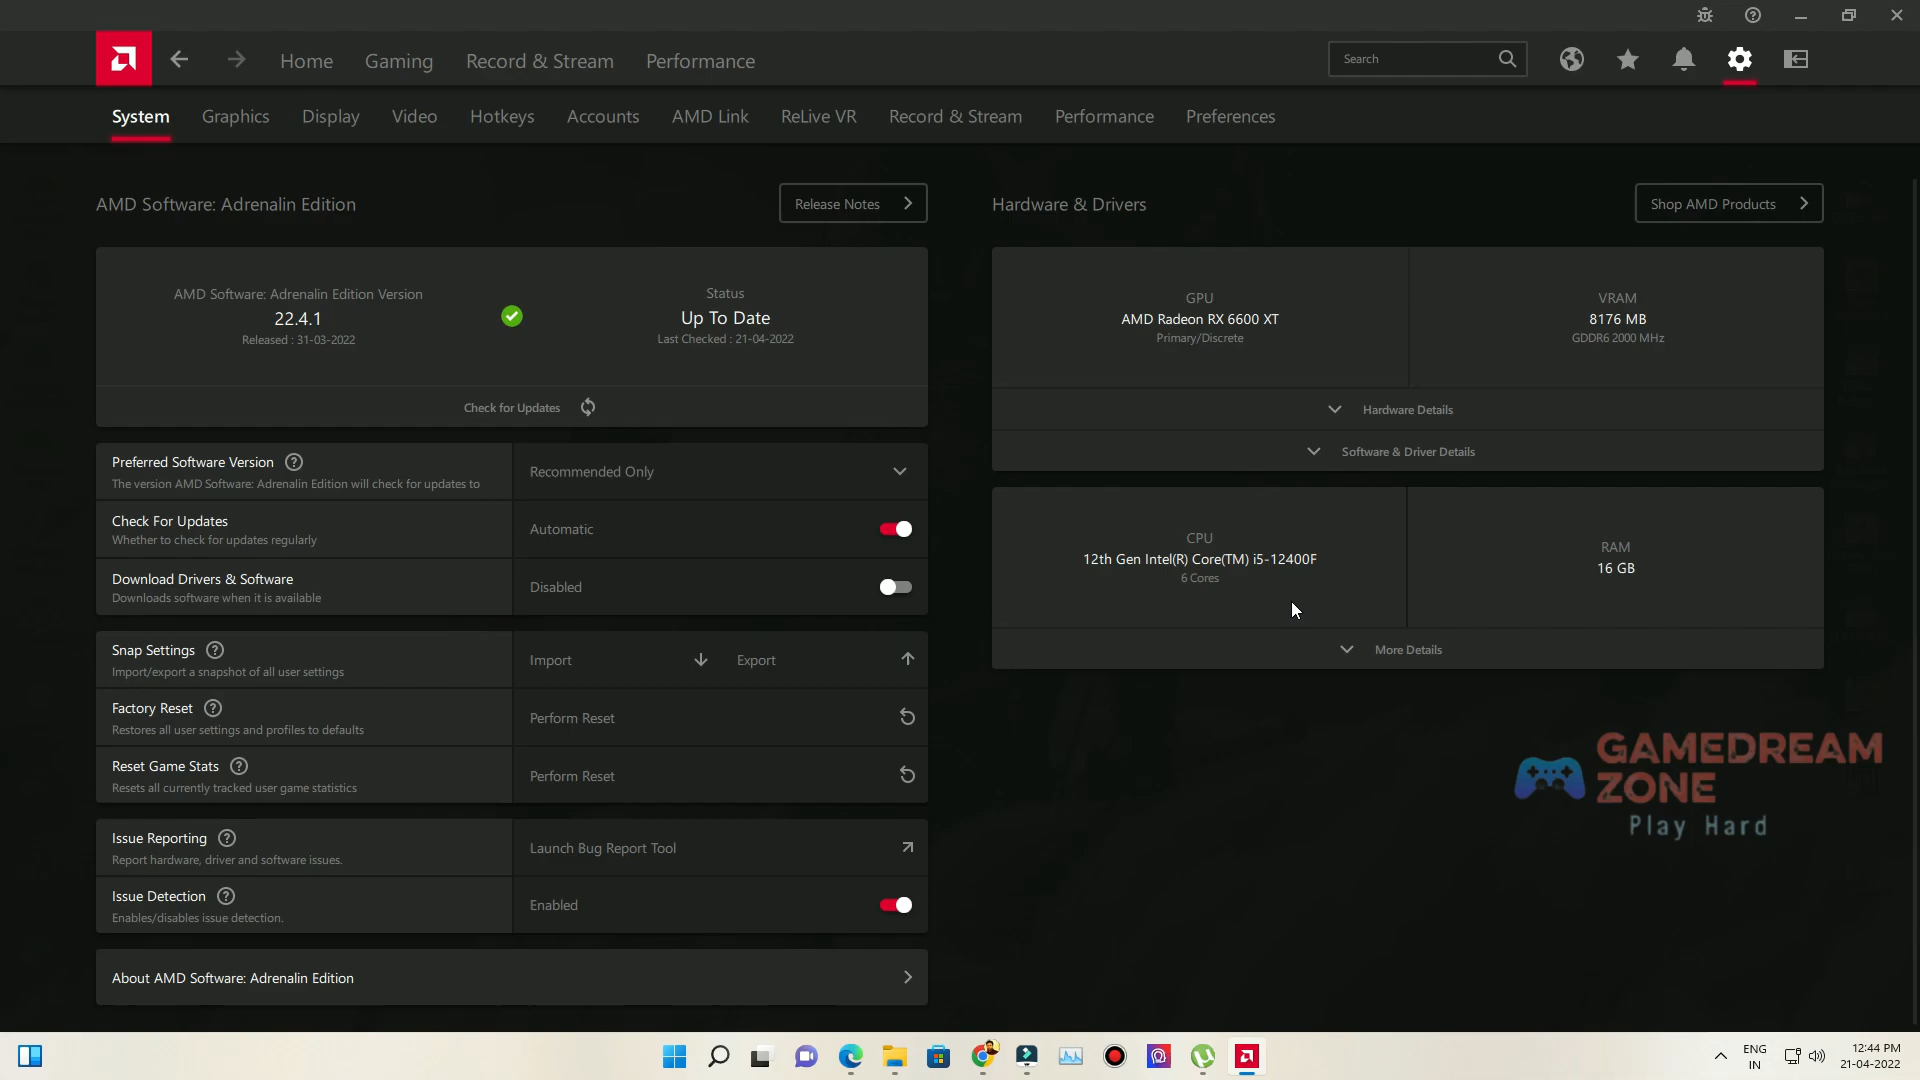 Home Gaming Record & Stream Performance Search
System Graphics Display Video Hotkeys Accounts AMD Link ReLive VR Record & Stream Performance Preferences
AMD Software: Adrenalin Edition
Release Notes
AMD Software: Adrenalin Edition Version
22.4.1
Released : 31-03-2022
Status
Up To Date
Last Checked : 21-04-2022
Check for Updates
Preferred Software Version
The version AMD Software: Adrenalin Edition will check for updates to
Recommended Only
Check For Updates
Whether to check for updates regularly
Automatic
Download Drivers & Software
Downloads software when it is available
Disabled
Snap Settings
Import/export a snapshot of all user settings
Import Export
Factory Reset
Restores all user settings and profiles to defaults
Perform Reset
Reset Game Stats
Resets all currently tracked user game statistics
Perform Reset
Issue Reporting
Report hardware, driver and software issues.
Launch Bug Report Tool
Issue Detection
Enables/disables issue detection.
Enabled
About AMD Software: Adrenalin Edition
Hardware & Drivers
Shop AMD Products
GPU
AMD Radeon RX 6600 XT
Primary/Discrete
VRAM
8176 MB
GDDR6 2000 MHz
Hardware Details
Software & Driver Details
CPU
12th Gen Intel(R) Core(TM) i5-12400F
6 Cores
RAM
16 GB
More Details
GAMEDREAM
ZONE
Play Hard
ENG
IN
12:44 PM
21-04-2022